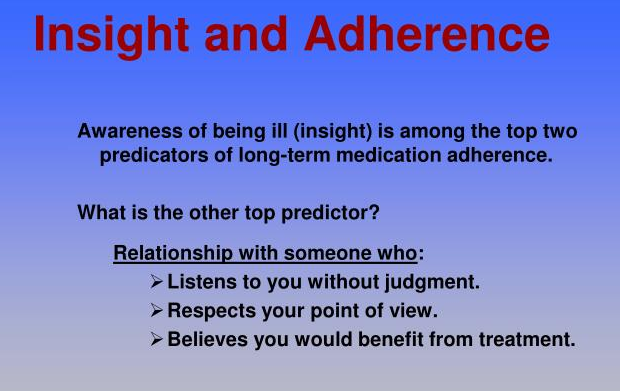 Insight and Adherence
Awareness of being ill (insight) is among the top two
predicators of long-term medication adherence.
What is the other top predictor?
Relationship with someone who:
➢ Listens to you without judgment.
➢ Respects your point of view.
➢ Believes you would benefit from treatment.